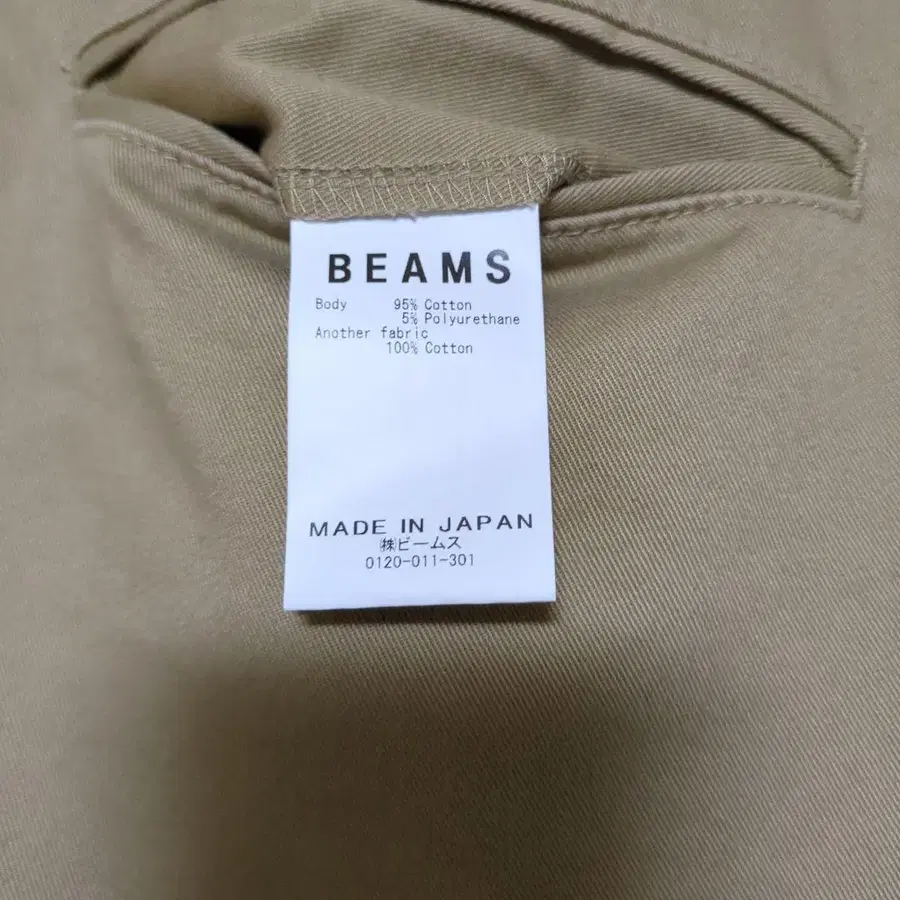 BEAMS
Body 95% Cotton
5% Polyurethane
Another fabric
100% Cotton
MADE IN JAPAN
㈱ビームス
0120-011-301